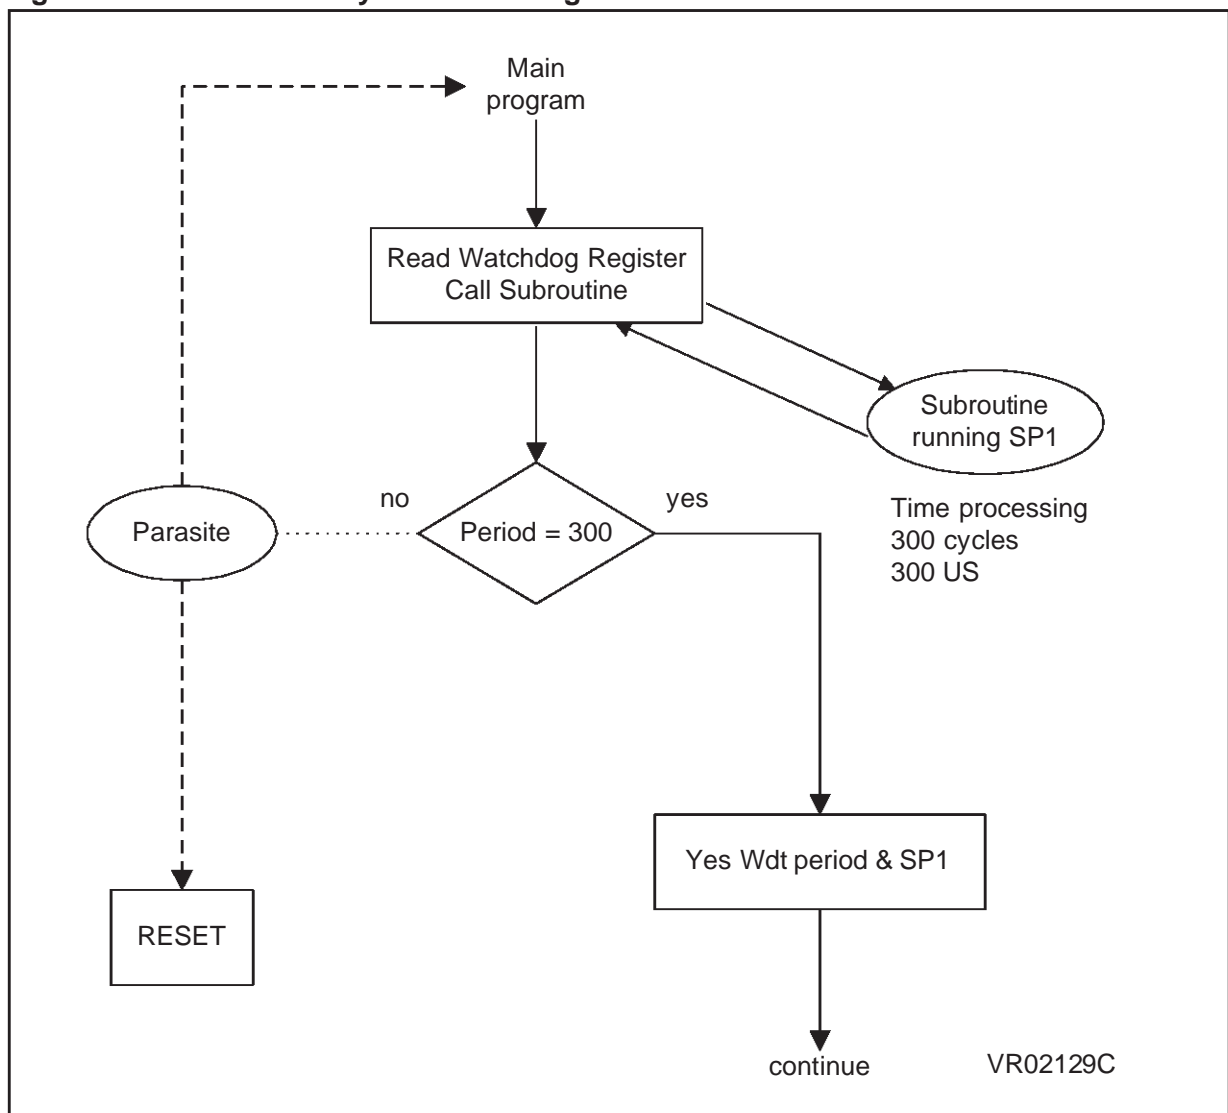 Main
program
Read Watchdog Register
Call Subroutine
Subroutine
running SP1
no
yes
Parasite
Period = 300
Time processing
300 cycles
300 US
Yes Wdt period & SP1
RESET
continue
VR02129C